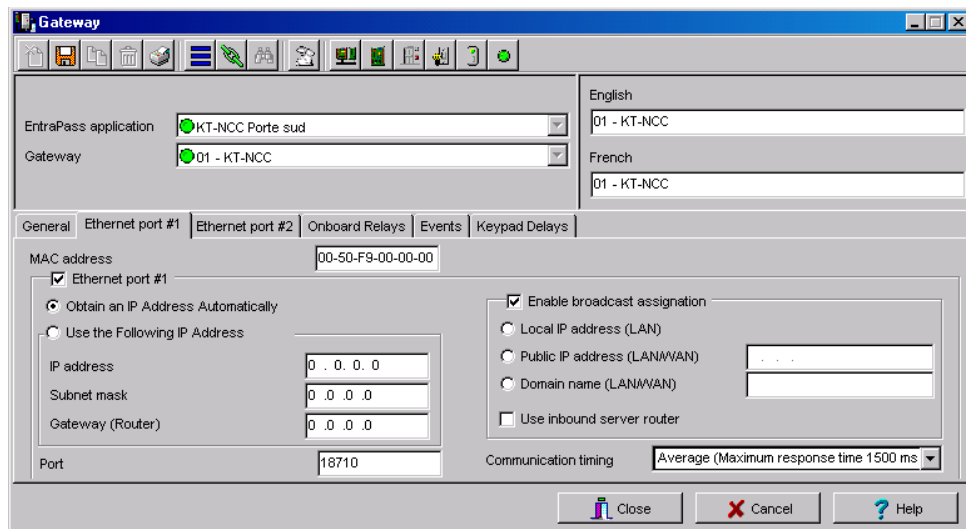 Gateway
English
EntraPass application KT-NCC Porte sud 01 - KT-NCC
Gateway 01 - KT-NCC French
01 - KT-NCC
General Ethernet port #1 Ethernet port #2 Onboard Relays Events Keypad Delays
MAC address 00-50-F9-00-00-00
Ethernet port #1
Obtain an IP Address Automatically Enable broadcast assignation
Use the Following IP Address Local IP address (LAN)
IP address 0 . 0. 0. 0 Public IP address (LAN/WAN) . . .
Subnet mask 0 .0 .0 .0 Domain name (LAN/WAN)
Gateway (Router) 0 .0 .0 .0 Use inbound server router
Port 18710 Communication timing Average (Maximum response time 1500 ms
Close Cancel Help